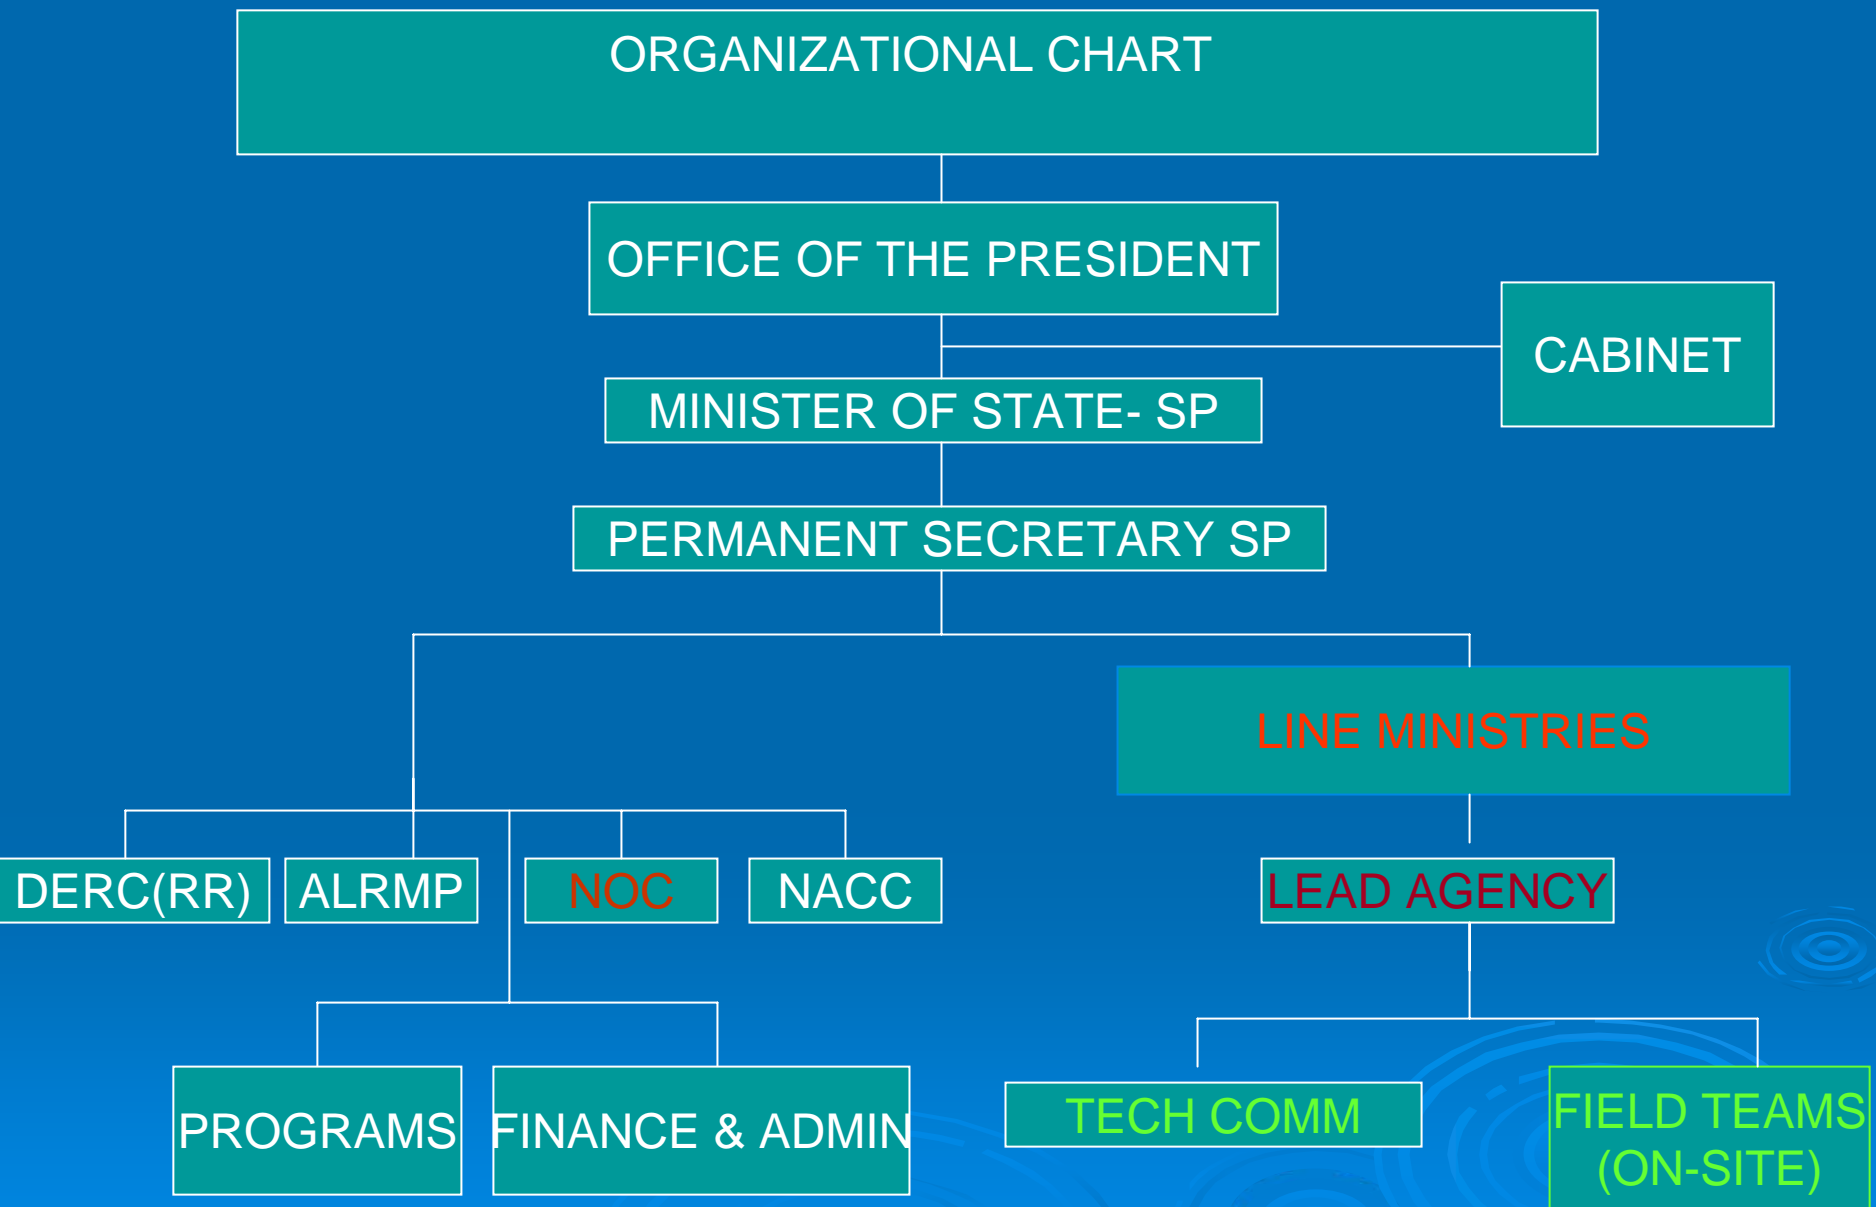 ORGANIZATIONAL CHART
OFFICE OF THE PRESIDENT
CABINET
MINISTER OF STATE- SP
PERMANENT SECRETARY SP
LINE MINISTRIES
DERC(RR)
ALRMP
NOC
NACC
LEAD AGENCY
PROGRAMS
FINANCE & ADMIN
TECH COMM
FIELD TEAMS
(ON-SITE)